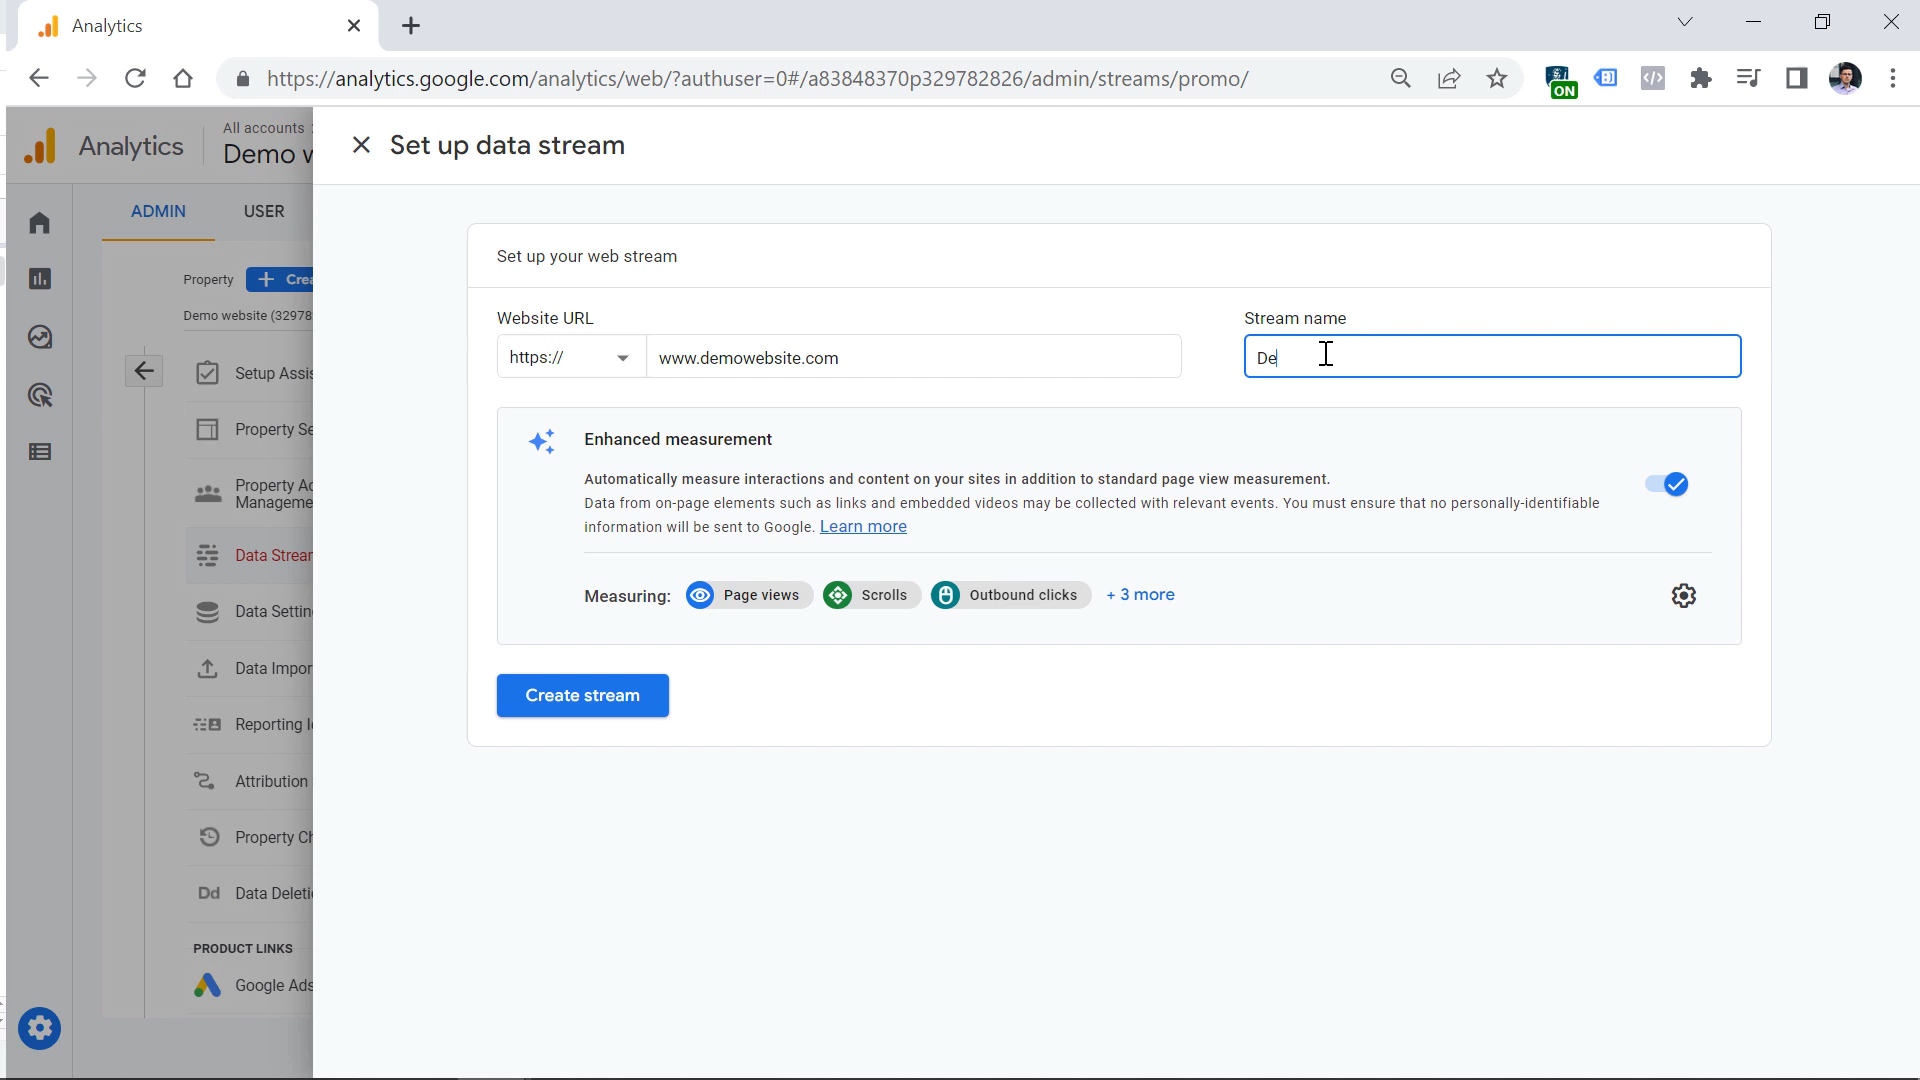 Analytics
https://analytics.google.com/analytics/web/?authuser=0#/a83848370p329782826/admin/streams/promo/
ON
Analytics
All accounts
Demo w
Set up data stream
ADMIN
USER
Property
Crea
Demo website (32978
Setup Assis
Property Se
Property Ac
Manageme
Data Stream
Data Settin
Data Impor
Reporting I
Attribution
Property Ch
Dd
Data Deleti
PRODUCT LINKS
Google Ads
Set up your web stream
Website URL
https://
www.demowebsite.com
Stream name
De
Enhanced measurement
Automatically measure interactions and content on your sites in addition to standard page view measurement.
Data from on-page elements such as links and embedded videos may be collected with relevant events. You must ensure that no personally-identifiable
information will be sent to Google. Learn more
Measuring:
Page views
Scrolls
Outbound clicks
+ 3 more
Create stream